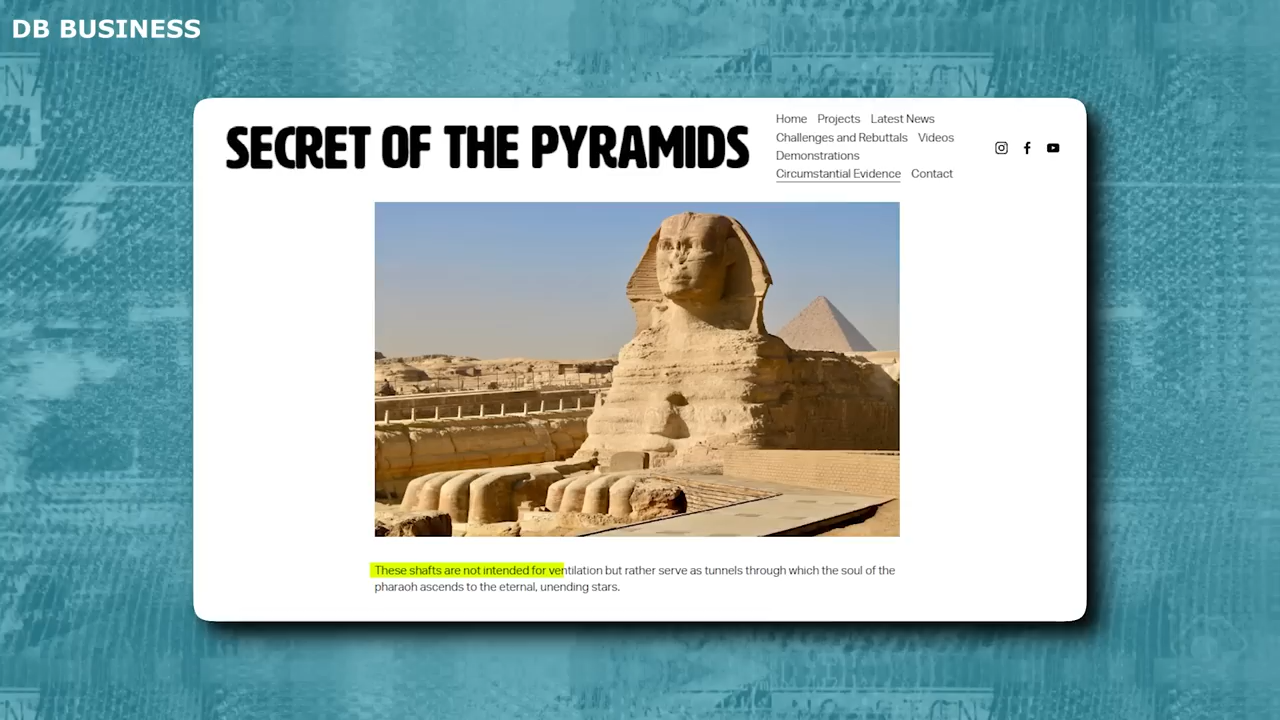 DB BUSINESS
SECRET OF THE PYRAMIDS
Home Projects Latest News
Challenges and Rebuttals Videos
Demonstrations
Circumstantial Evidence Contact
These shafts are not intended for ventilation but rather serve as tunnels through which the soul of the
pharaoh ascends to the eternal, unending stars.